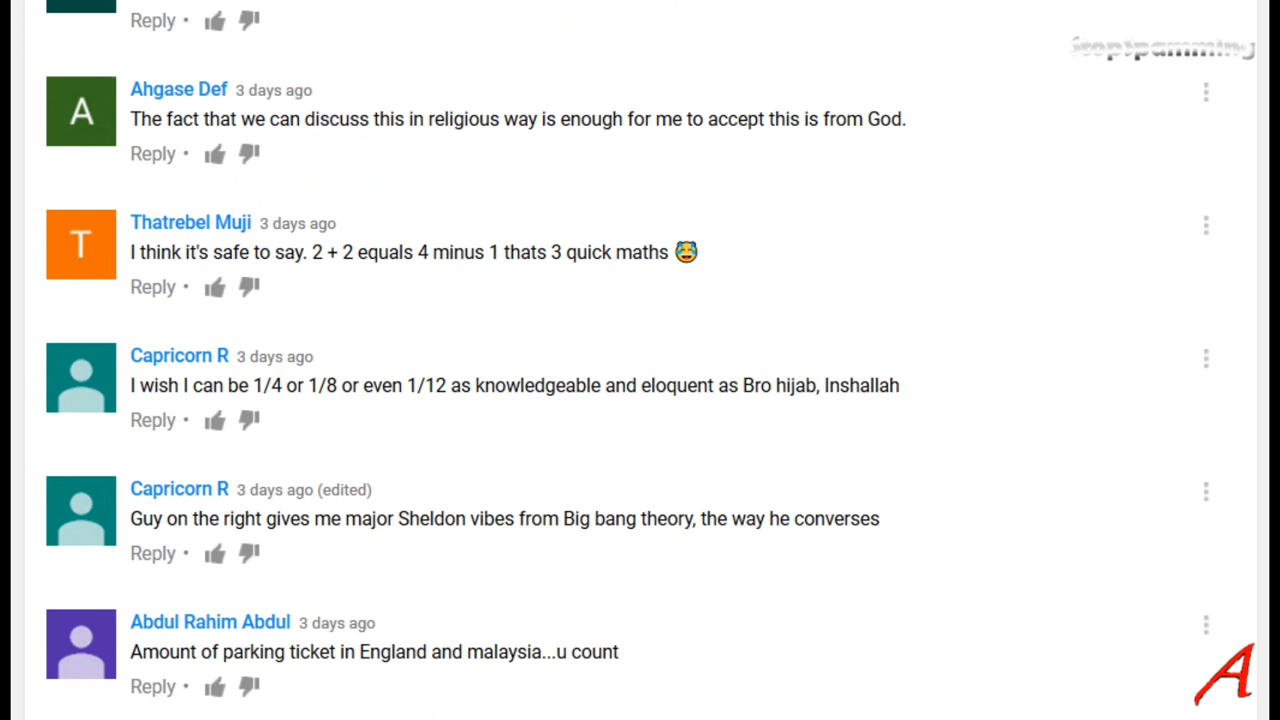 Reply •
StopSpamming
A
Ahgase Def 3 days ago
The fact that we can discuss this in religious way is enough for me to accept this is from God.
Reply •
T
Thatrebel Muji 3 days ago
I think it's safe to say. 2 + 2 equals 4 minus 1 thats 3 quick maths 😂
Reply •
Capricorn R 3 days ago
I wish I can be 1/4 or 1/8 or even 1/12 as knowledgeable and eloquent as Bro hijab, Inshallah
Reply •
Capricorn R 3 days ago (edited)
Guy on the right gives me major Sheldon vibes from Big bang theory, the way he converses
Reply •
Abdul Rahim Abdul 3 days ago
Amount of parking ticket in England and malaysia...u count
Reply •
A